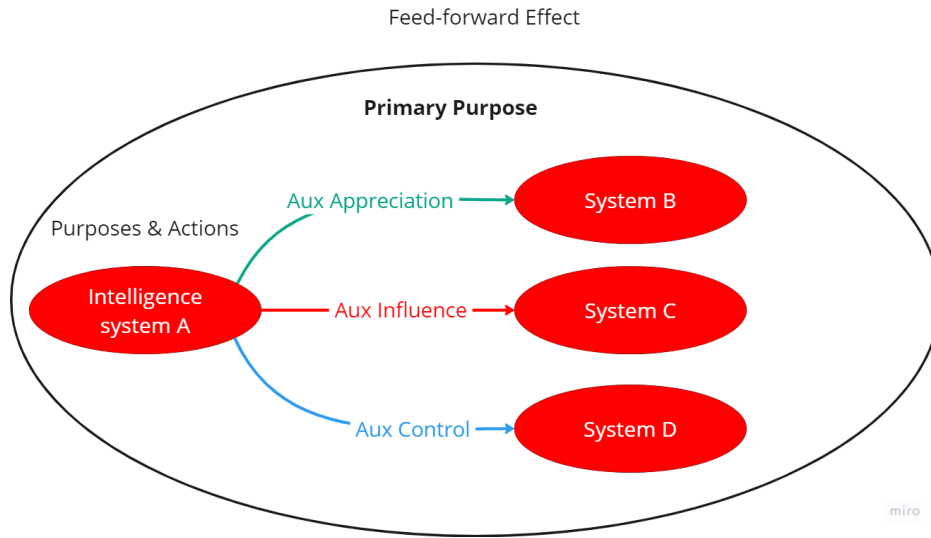 Feed-forward Effect
Primary Purpose
Aux Appreciation
System B
Purposes & Actions
Intelligence
system A
Aux Influence
System C
Aux Control
System D
miro